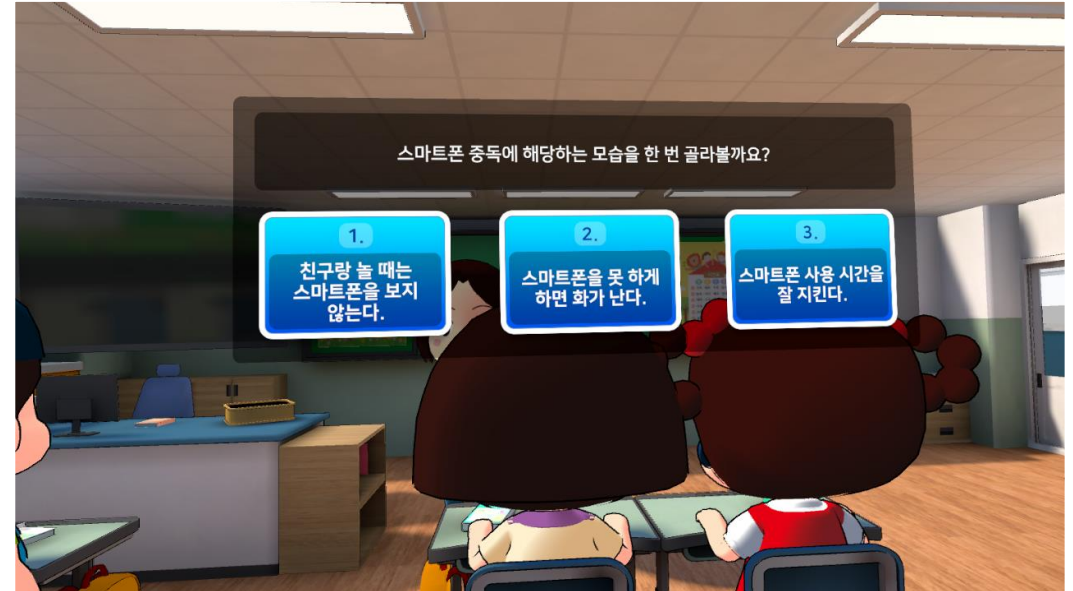 스마트폰 중독에 해당하는 모습을 한 번 골라볼까요?
1.
친구랑 놀 때는
스마트폰을 보지
않는다.
2.
스마트폰을 못 하게
하면 화가 난다.
3.
스마트폰 사용 시간을
잘 지킨다.